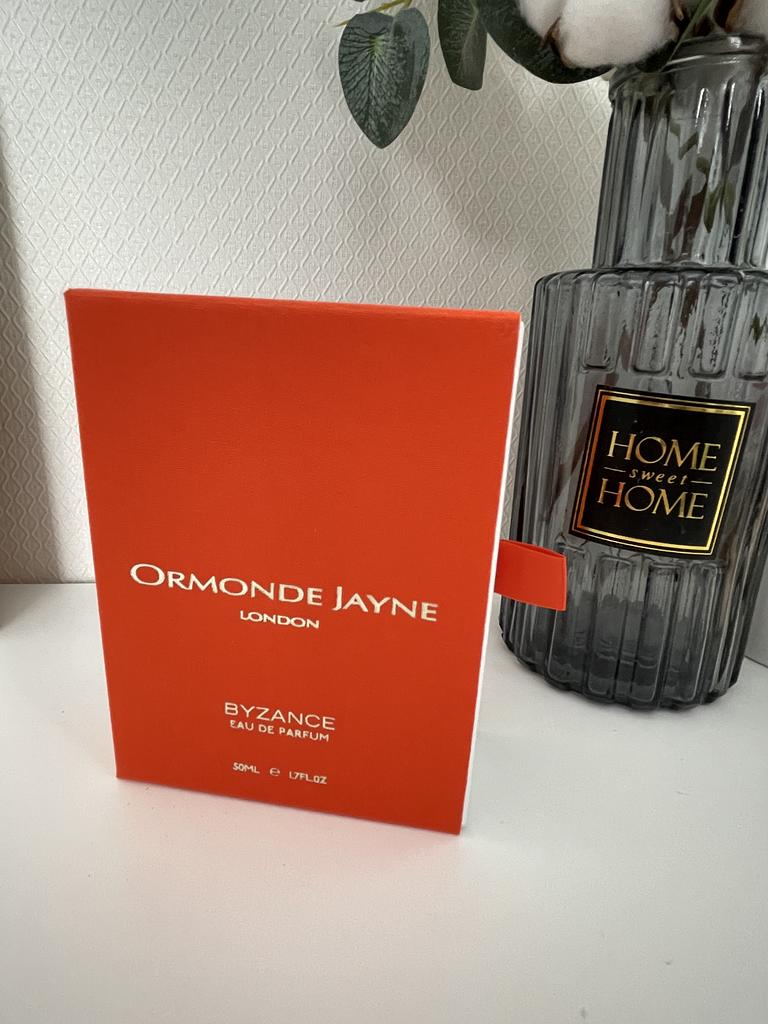 ORMONDE JAYNE
LONDON
BYZANCE
EAU DE PARFUM
50ML ℮ 1.7FL.OZ
HOME
sweet
HOME